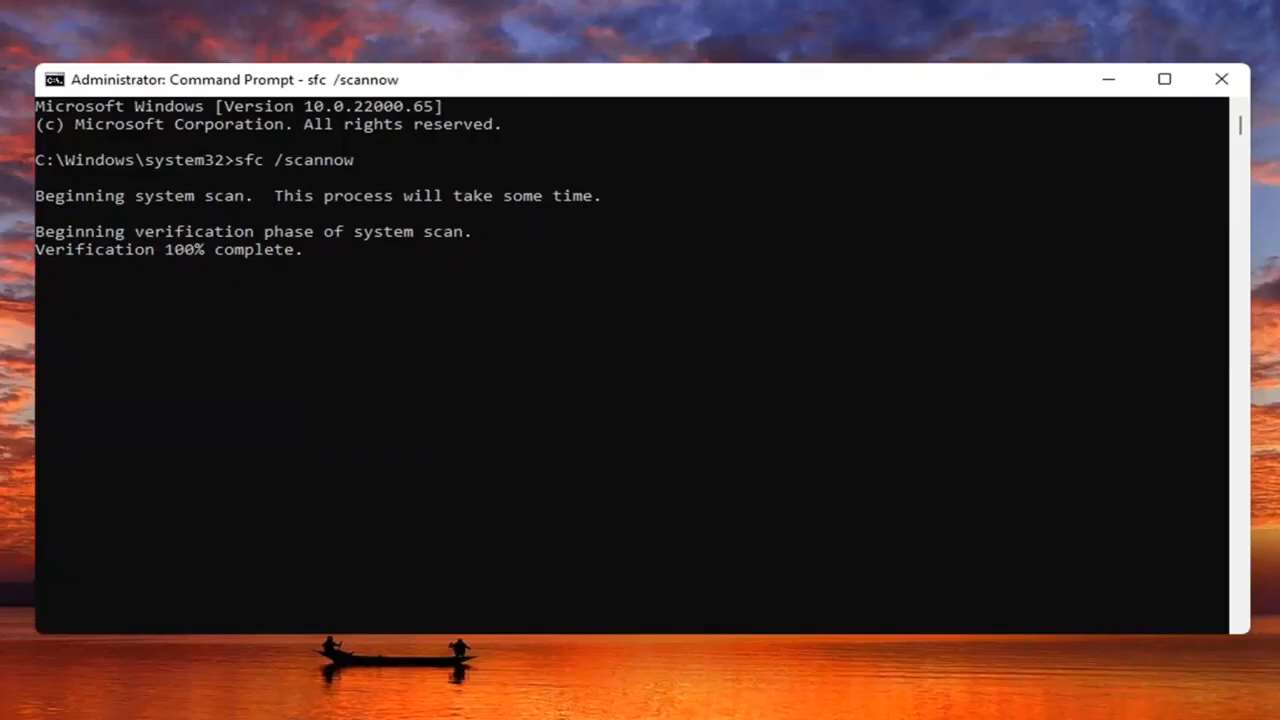 Administrator: Command Prompt - sfc  /scannow
Microsoft Windows [Version 10.0.22000.65]
(c) Microsoft Corporation. All rights reserved.
C:\Windows\system32>sfc /scannow
Beginning system scan.  This process will take some time.
Beginning verification phase of system scan.
Verification 100% complete.